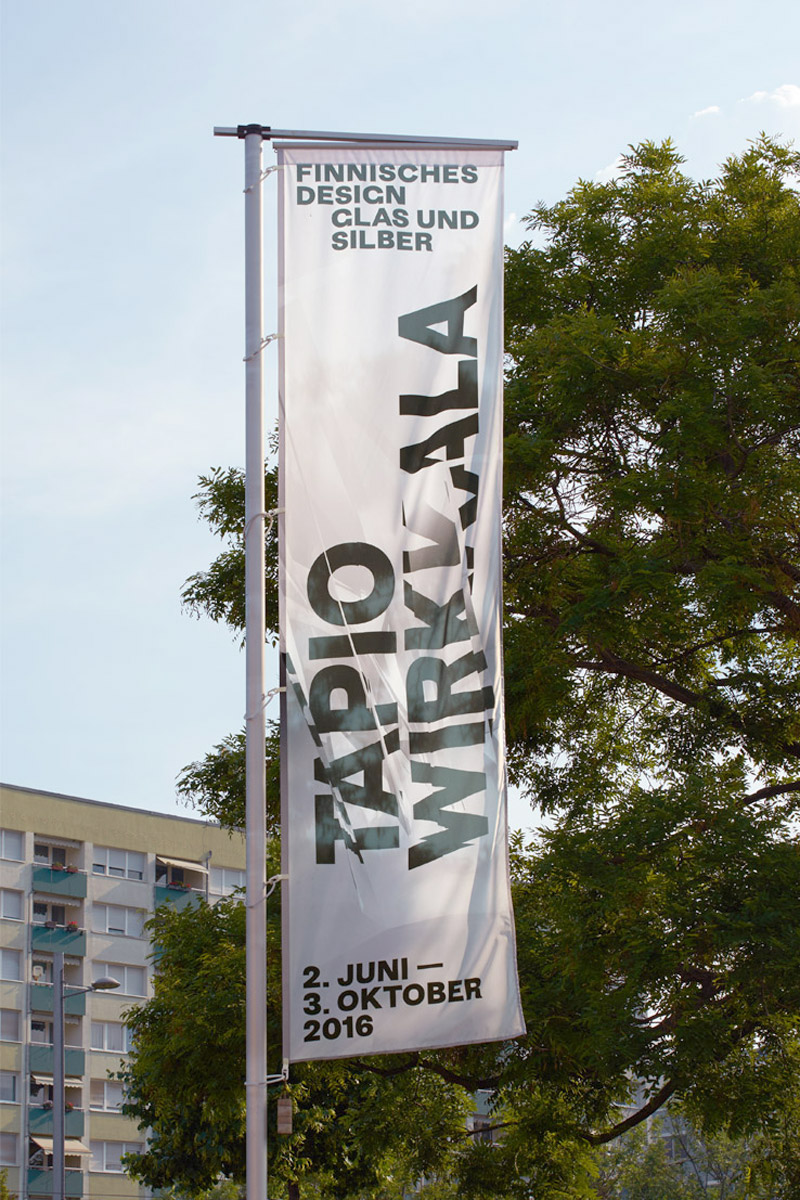 FINNISCHES
DESIGN
GLAS UND
SILBER
TAPIO
WIRKKALA
2. JUNI —
3. OKTOBER
2016